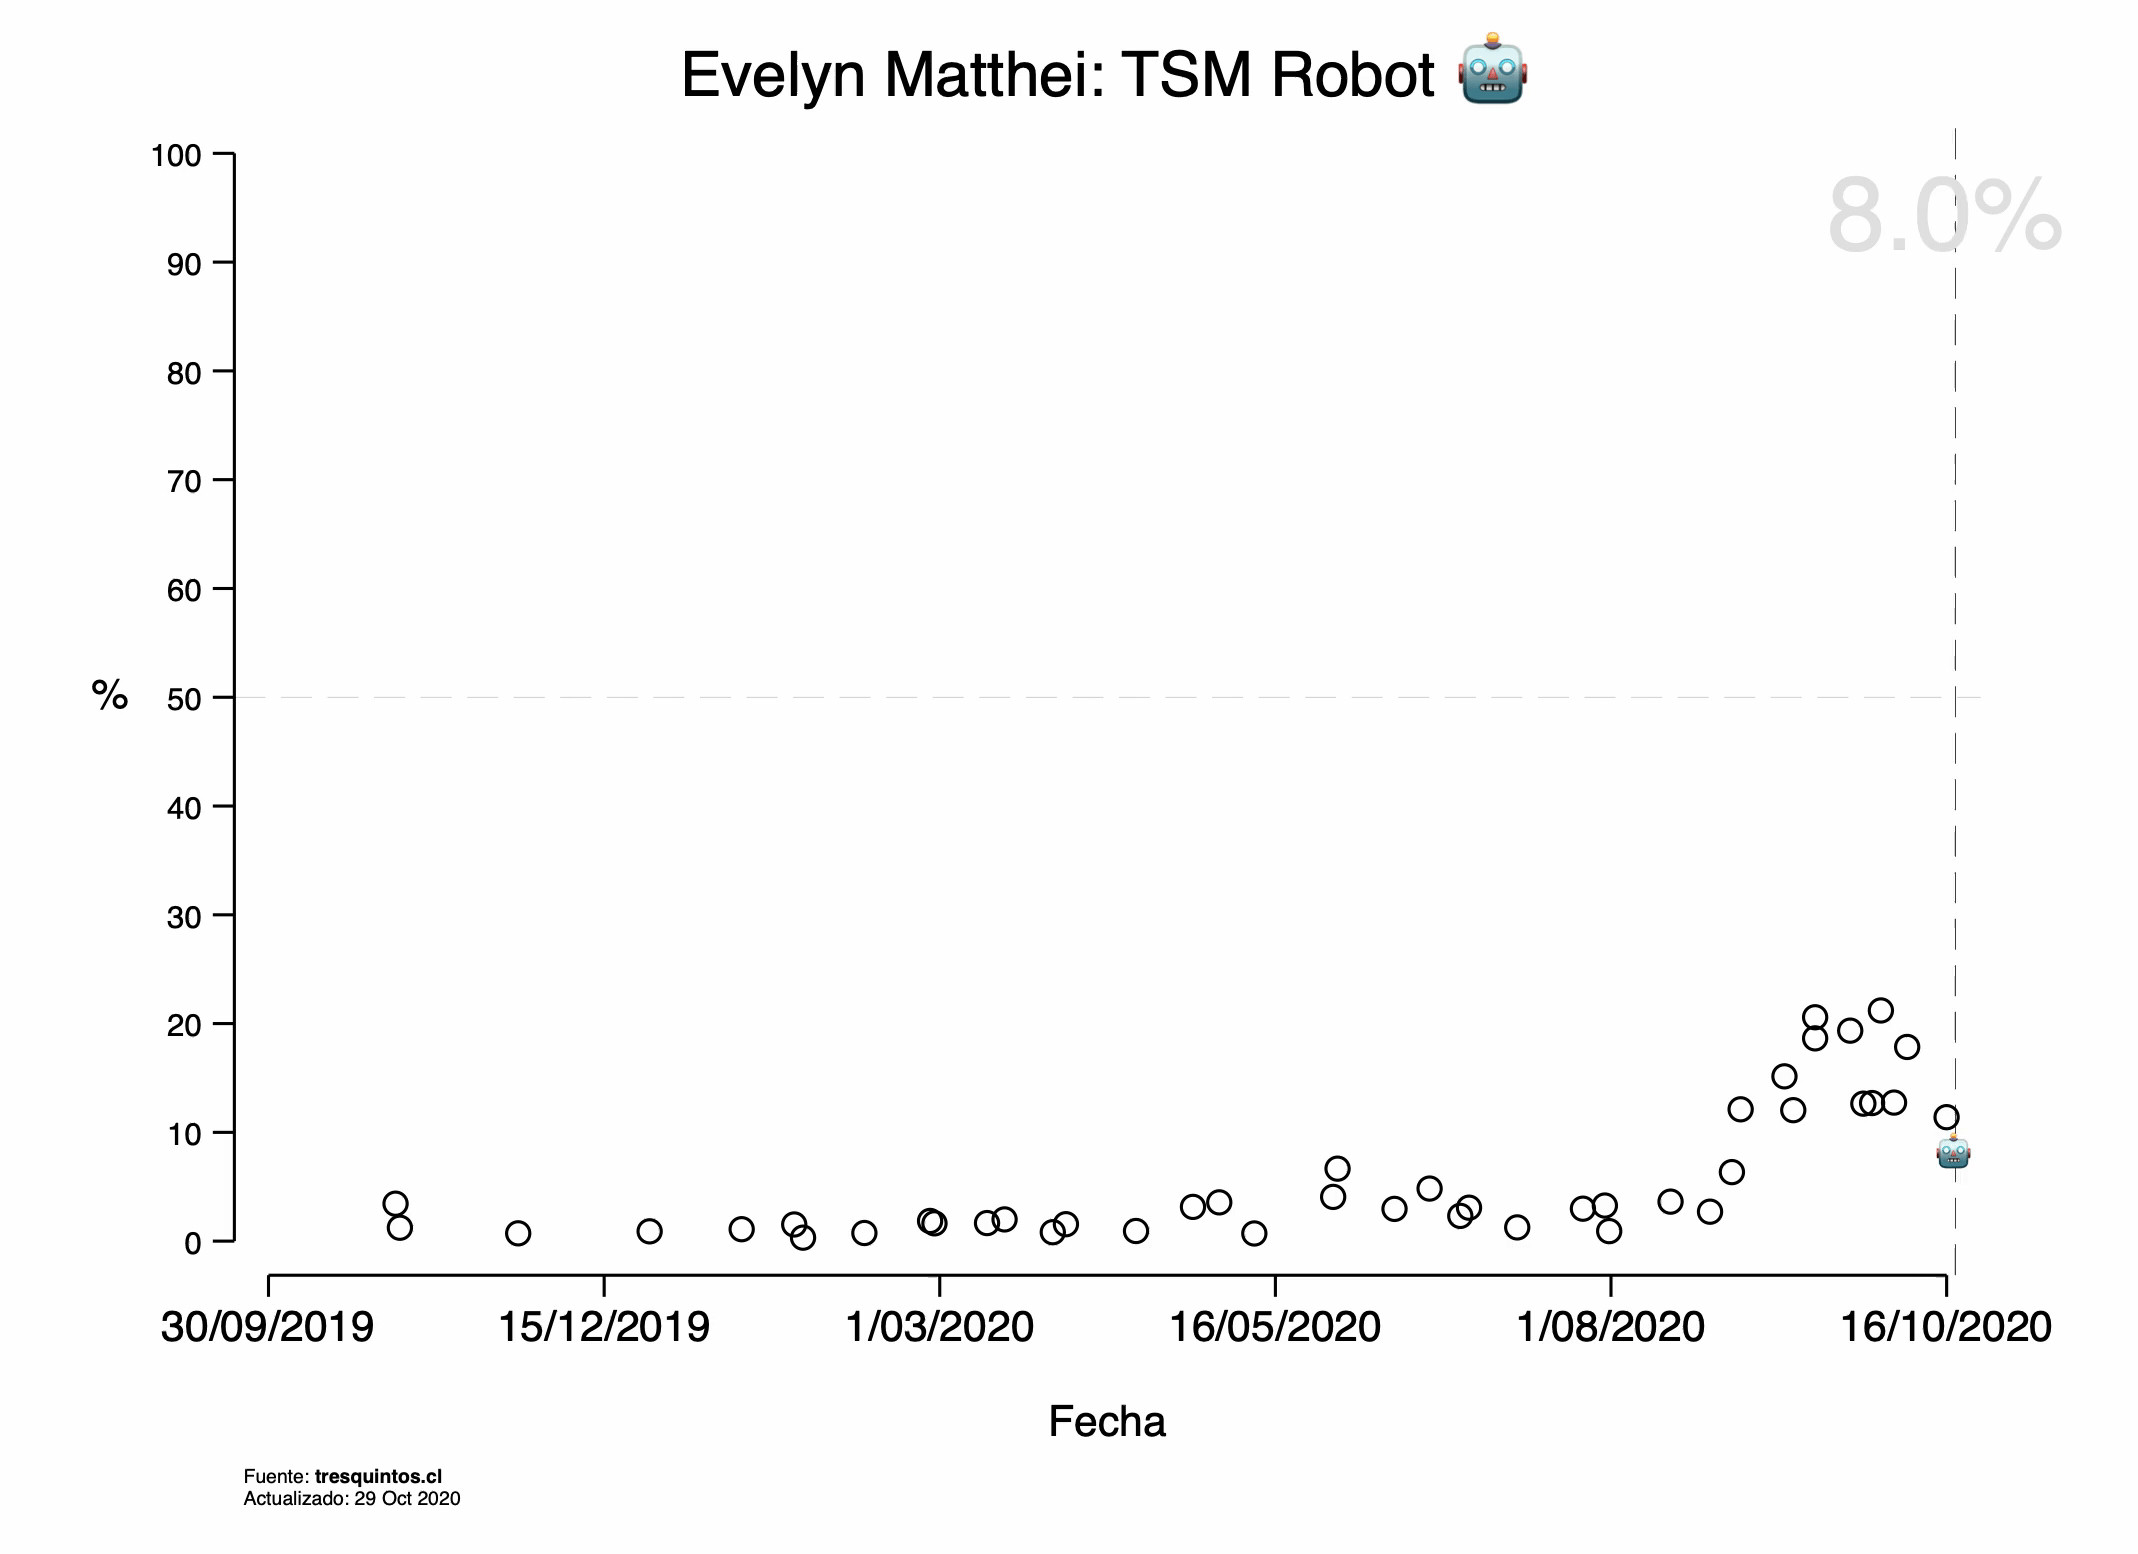 Evelyn Matthei: TSM Robot 🤖
8.0%
100
90
80
70
60
50
40
30
20
10
0
%
30/09/2019 15/12/2019 1/03/2020 16/05/2020 1/08/2020 16/10/2020
Fecha
Fuente: tresquintos.cl
Actualizado: 29 Oct 2020